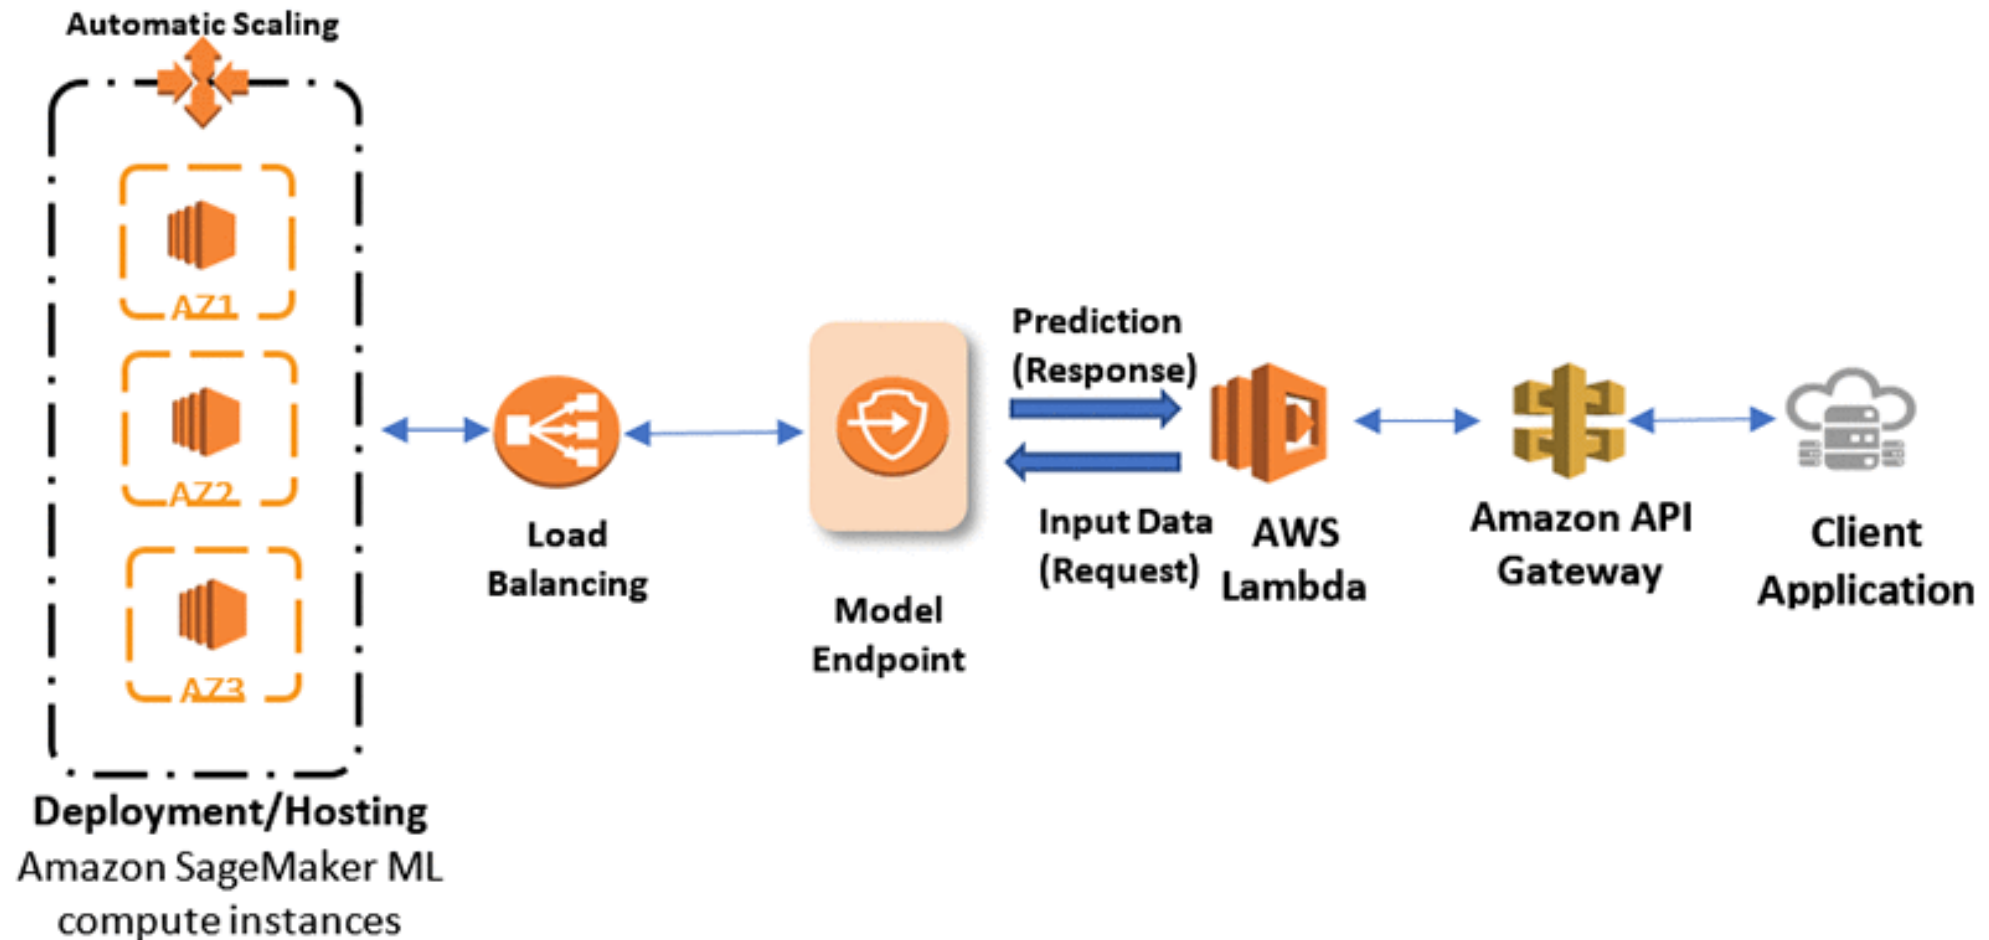 Automatic Scaling
AZ1
AZ2
AZ3
Deployment/Hosting
Amazon SageMaker ML
compute instances
Load
Balancing
Model
Endpoint
Prediction
(Response)
Input Data
(Request)
AWS
Lambda
Amazon API
Gateway
Client
Application